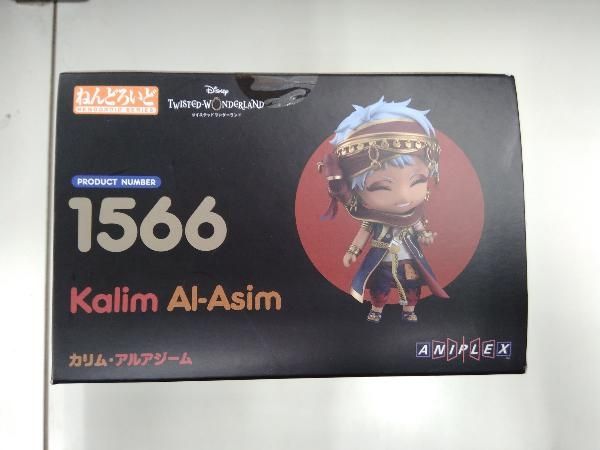 ねんどろいど
NENDOROID SERIES
Disney
TWISTED-WONDERLAND
ツイステッドワンダーランド
PRODUCT NUMBER
1566
Kalim Al-Asim
カリム・アルアジーム
ANIPLEX